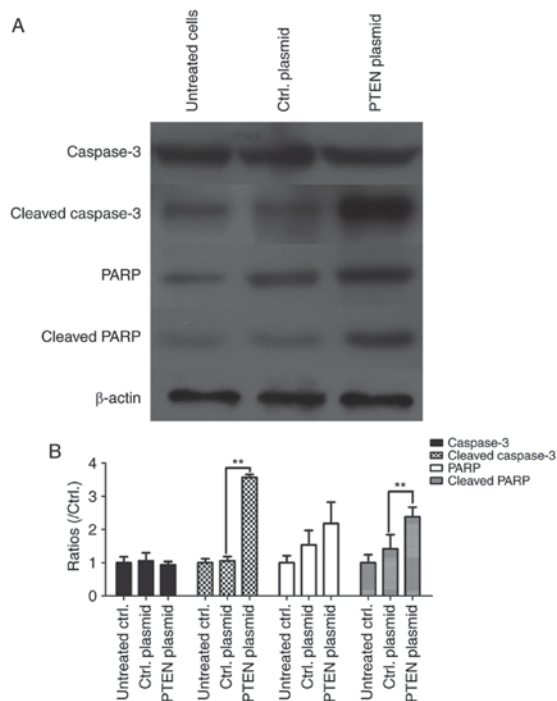 A
Untreated cells
Ctrl. plasmid
PTEN plasmid
Caspase-3
Cleaved caspase-3
PARP
Cleaved PARP
β-actin
B
Caspase-3
Cleaved caspase-3
PARP
Cleaved PARP
Ratios (/Ctrl.)
4
3
2
1
0
**
**
Untreated ctrl.
Ctrl. plasmid
PTEN plasmid
Untreated ctrl.
Ctrl. plasmid
PTEN plasmid
Untreated ctrl.
Ctrl. plasmid
PTEN plasmid
Untreated ctrl.
Ctrl. plasmid
PTEN plasmid